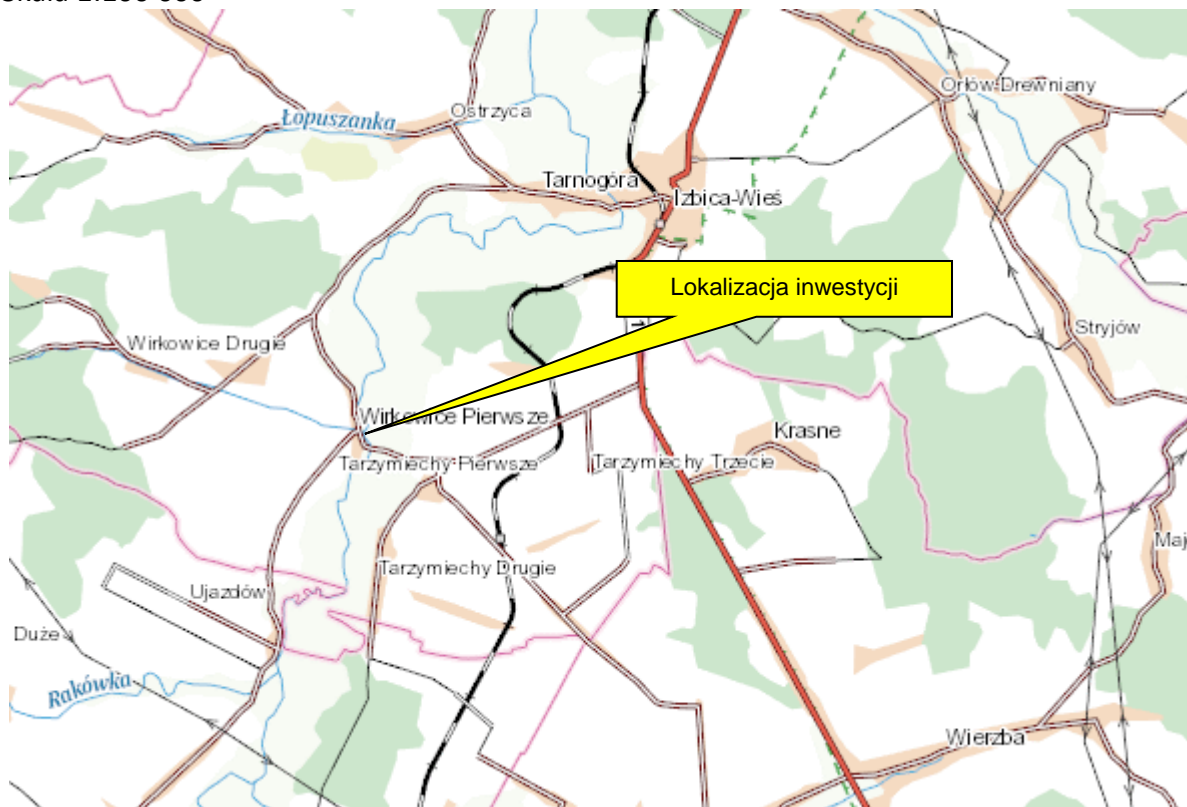 Orłów-Drewniany
Ostrzyca
Łopuszanka
Tarnogóra
Izbica-Wieś
Lokalizacja inwestycji
Stryjów
Wirkowice Drugie
Wirkowice Pierwsze
Krasne
Tarzymiechy Pierwsze
Tarzymiechy Trzecie
Maj
Tarzymiechy Drugie
Ujazdów
Duże
Rakówka
Wierzba